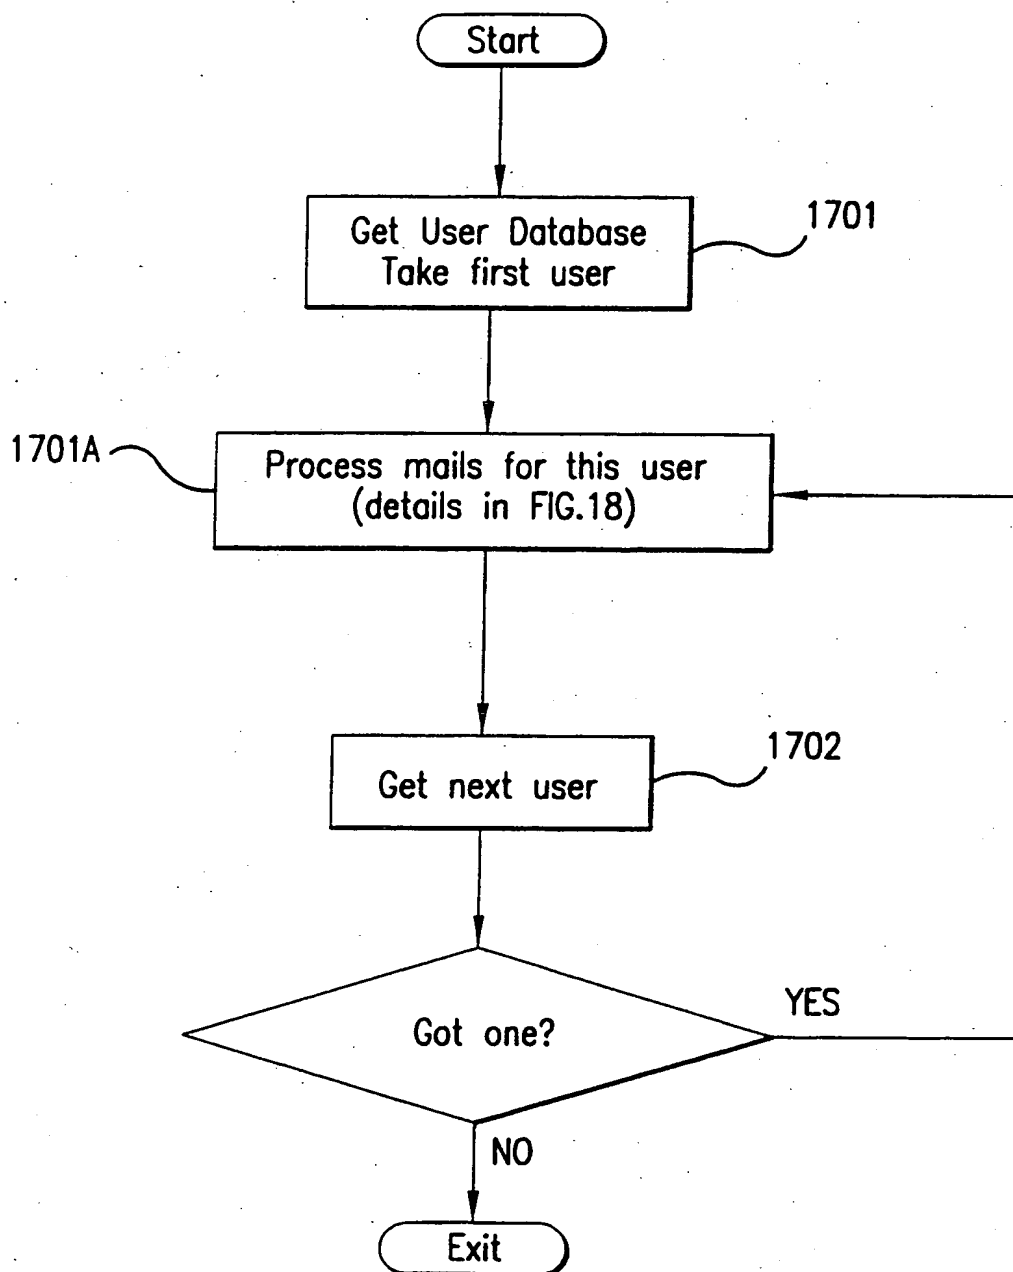 Start
Get User Database
Take first user
1701
1701A
Process mails for this user
(details in FIG.18)
1702
Get next user
Got one?
YES
NO
Exit